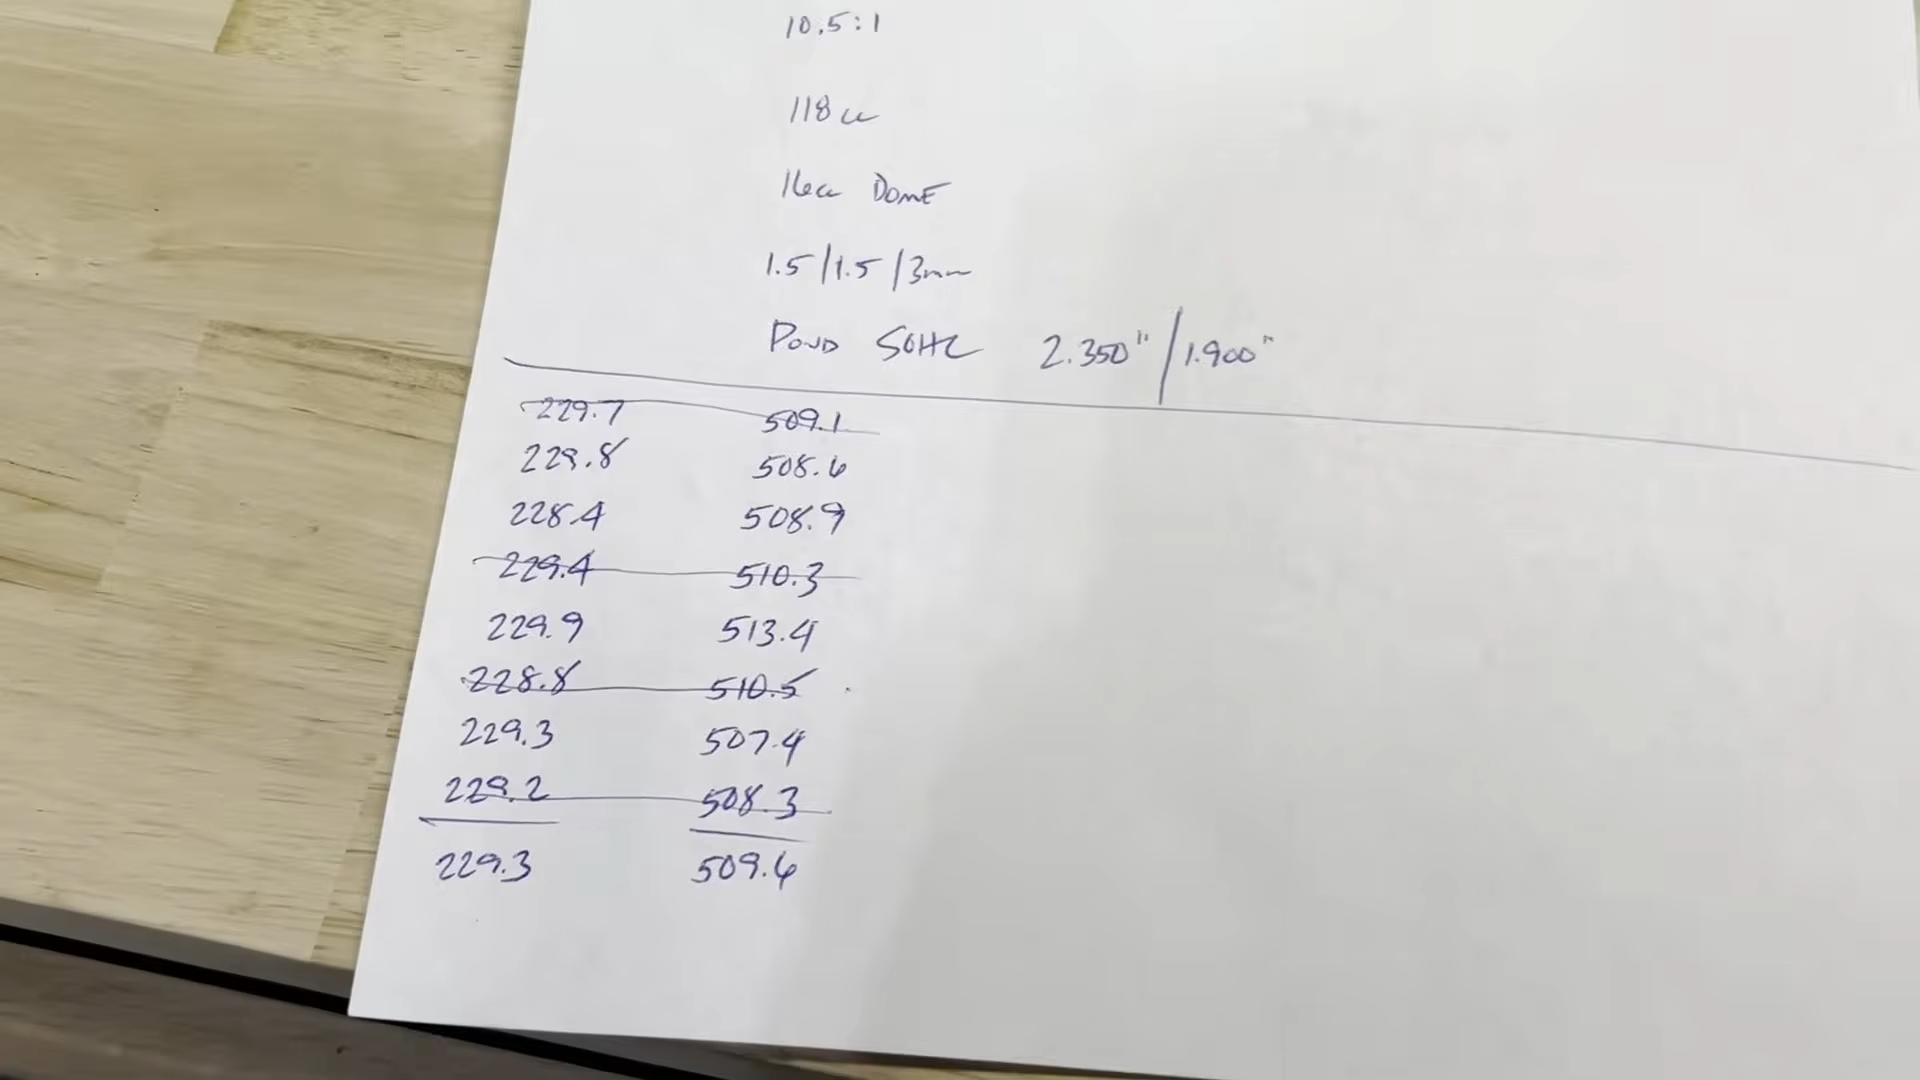 10.5:1
118cc
16cc DOME
1.5/1.5/3mm
POND SOHC 2.350"/1.900"
229.7 509.1
229.8 508.6
228.4 508.9
229.4 510.3
229.9 513.4
228.8 510.5
229.3 507.4
229.2 508.3
229.3 509.6